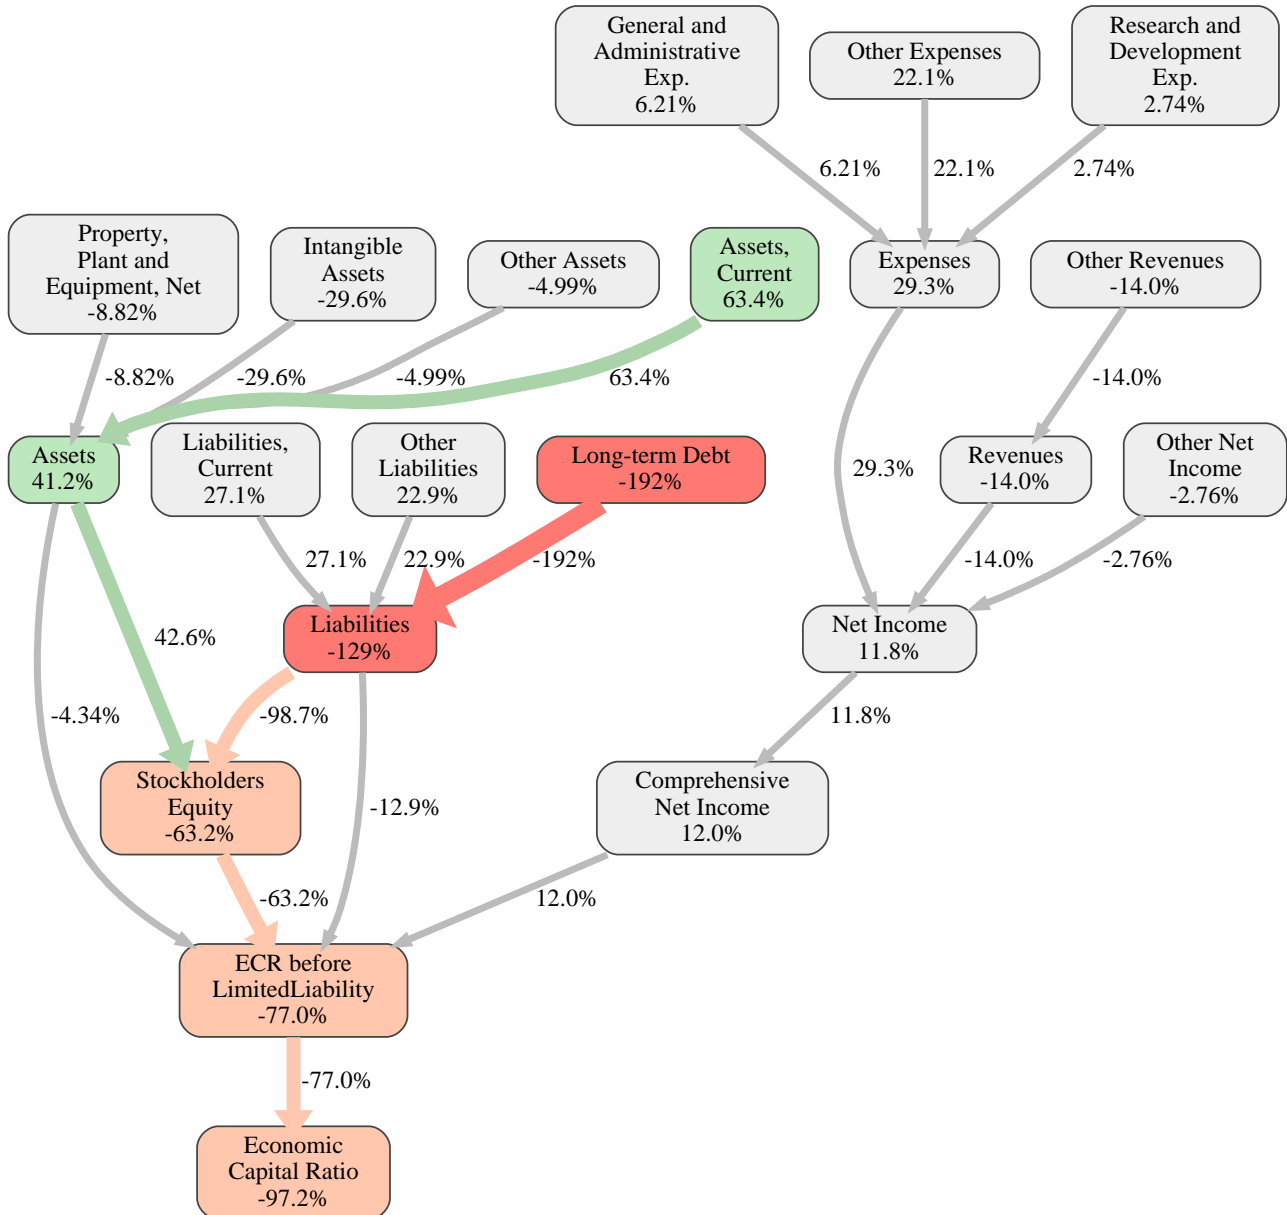 General and
Administrative
Exp.
6.21%
Other Expenses
22.1%
Research and
Development
Exp.
2.74%
6.21%
22.1%
2.74%
Property,
Plant and
Equipment, Net
-8.82%
Intangible
Assets
-29.6%
Other Assets
-4.99%
Assets,
Current
63.4%
Expenses
29.3%
Other Revenues
-14.0%
-8.82%
-29.6%
-4.99%
63.4%
-14.0%
Assets
41.2%
Liabilities,
Current
27.1%
Other
Liabilities
22.9%
Long-term Debt
-192%
29.3%
Revenues
-14.0%
Other Net
Income
-2.76%
27.1%
22.9%
-192%
-14.0%
-2.76%
42.6%
Liabilities
-129%
Net Income
11.8%
-4.34%
-98.7%
11.8%
Stockholders
Equity
-63.2%
-12.9%
Comprehensive
Net Income
12.0%
-63.2%
12.0%
ECR before
LimitedLiability
-77.0%
-77.0%
Economic
Capital Ratio
-97.2%